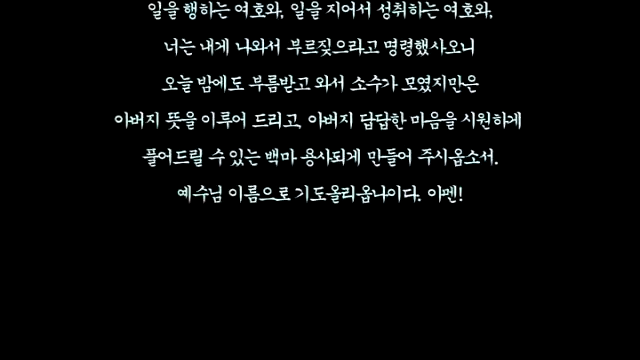 일을 행하는 여호와, 일을 지어서 성취하는 여호와,
너는 내게 나와서 부르짖으라고 명령했사오니
오늘 밤에도 부름받고 와서 소수가 모였지만은
아버지 뜻을 이루어 드리고, 아버지 답답한 마음을 시원하게
풀어드릴 수 있는 백마 용사되게 만들어 주시옵소서.
예수님 이름으로 기도올리옵나이다. 아멘!